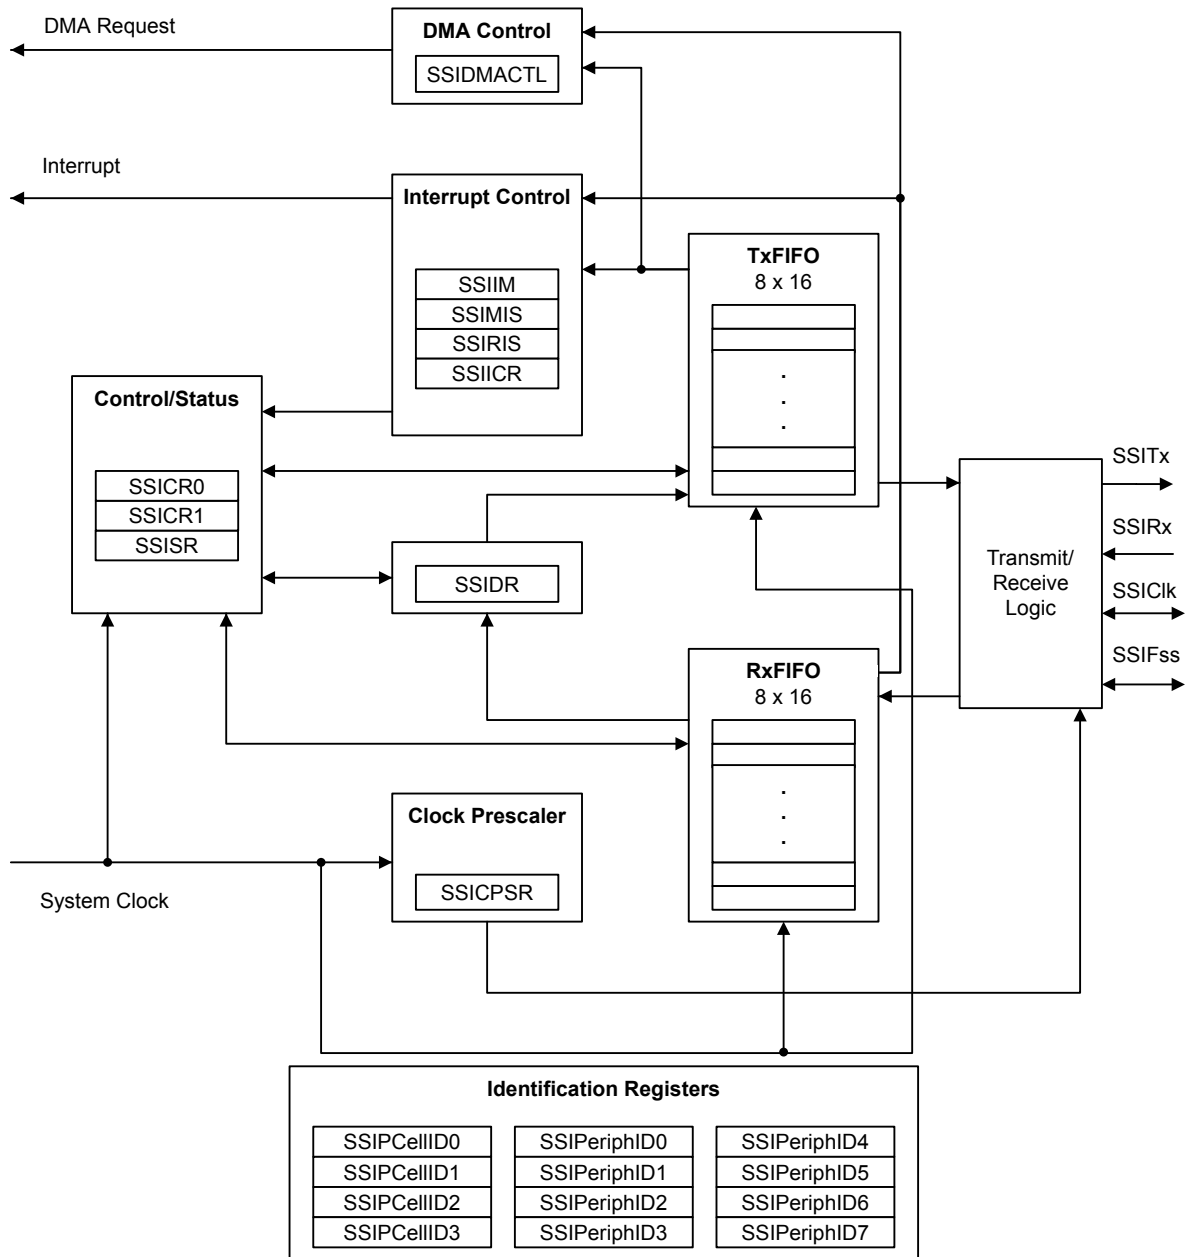 DMA Request
DMA Control
SSIDMACTL
Interrupt
Interrupt Control
SSIIM
SSIMIS
SSIRIS
SSIICR
TxFIFO
8 x 16
.
.
.
Control/Status
SSICR0
SSICR1
SSISR
SSIDR
Transmit/
Receive
Logic
SSITx
SSIRx
SSIClk
SSIFss
RxFIFO
8 x 16
.
.
.
Clock Prescaler
SSICPSR
System Clock
Identification Registers
SSIPCellID0
SSIPCellID1
SSIPCellID2
SSIPCellID3
SSIPeriphID0
SSIPeriphID1
SSIPeriphID2
SSIPeriphID3
SSIPeriphID4
SSIPeriphID5
SSIPeriphID6
SSIPeriphID7